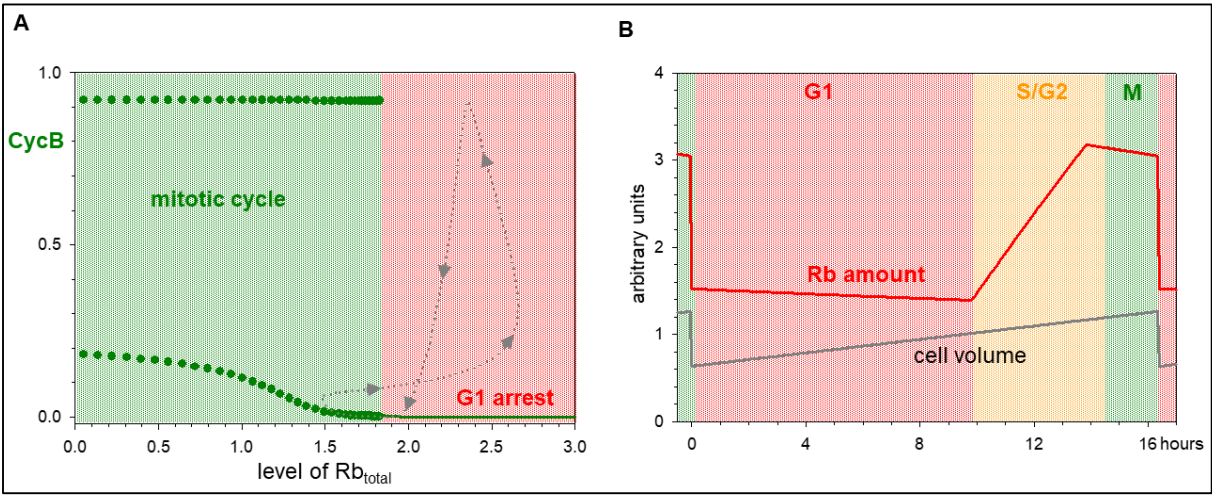 A
1.0
CycB
mitotic cycle
0.5
G1 arrest
0.0
0.0 0.5 1.0 1.5 2.0 2.5 3.0
level of Rbtotal
B
4
G1 S/G2 M
3
arbitrary units
2
Rb amount
1
cell volume
0
0 4 8 12 16 hours